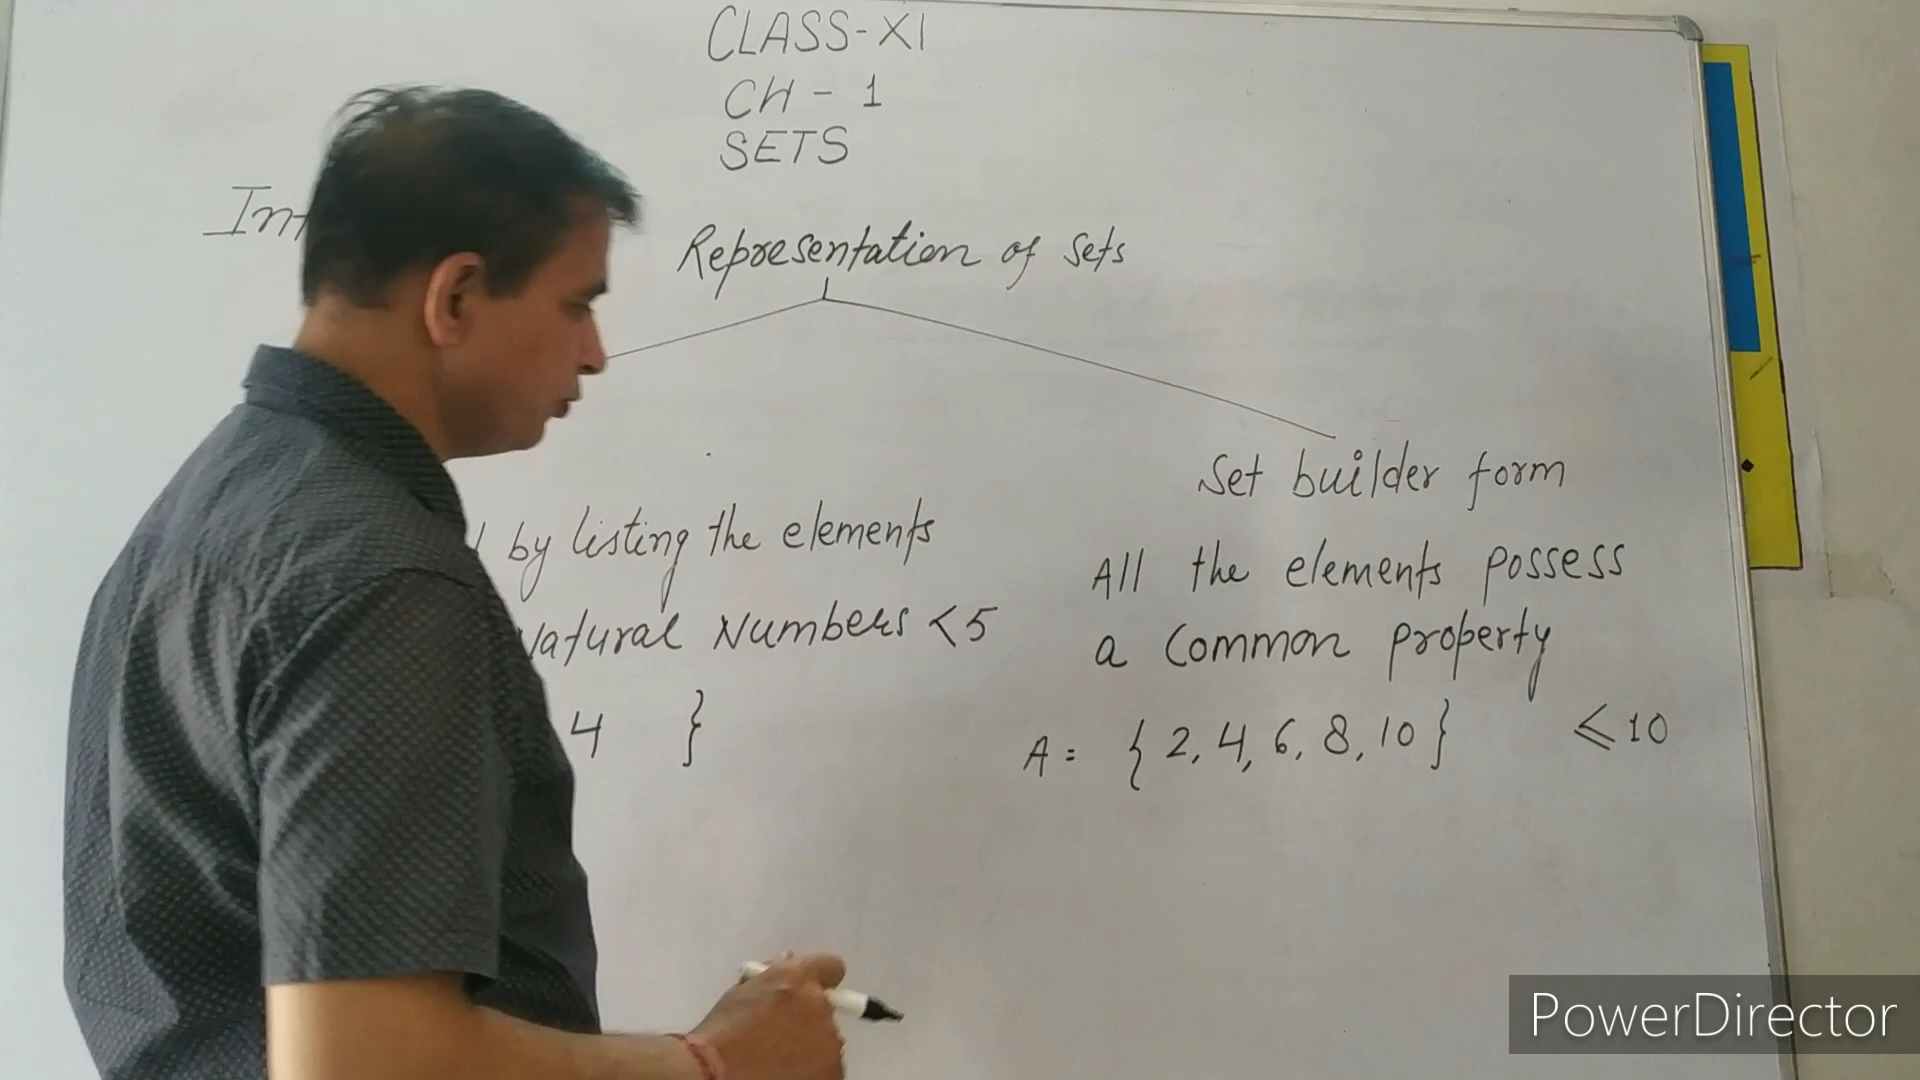 CLASS-XI
CH - 1
SETS
Representation of Sets
Set builder form
by listing the elements
All the elements possess
Natural Numbers < 5
a Common property
4 }
A = { 2, 4, 6, 8, 10 } ≤ 10
PowerDirector